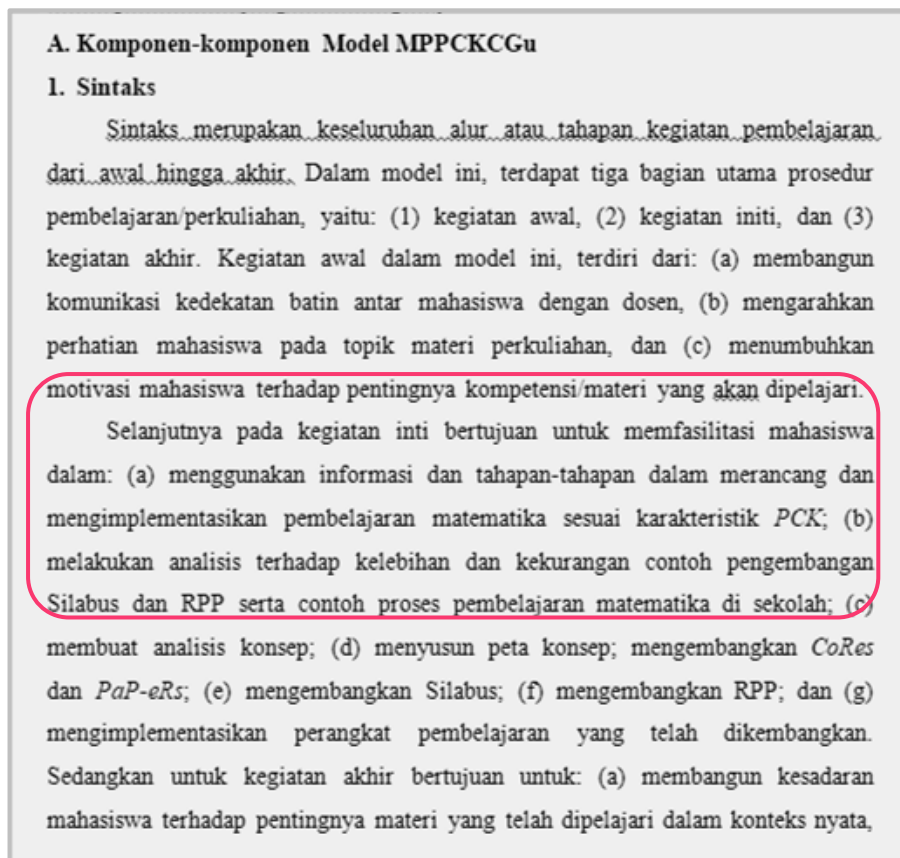 A. Komponen-komponen Model MPPCKCGu
1. Sintaks
Sintaks merupakan keseluruhan alur atau tahapan kegiatan pembelajaran
dari awal hingga akhir. Dalam model ini, terdapat tiga bagian utama prosedur
pembelajaran/perkuliahan, yaitu: (1) kegiatan awal, (2) kegiatan initi, dan (3)
kegiatan akhir. Kegiatan awal dalam model ini, terdiri dari: (a) membangun
komunikasi kedekatan batin antar mahasiswa dengan dosen, (b) mengarahkan
perhatian mahasiswa pada topik materi perkuliahan, dan (c) menumbuhkan
motivasi mahasiswa terhadap pentingnya kompetensi/materi yang akan dipelajari.
Selanjutnya pada kegiatan inti bertujuan untuk memfasilitasi mahasiswa
dalam: (a) menggunakan informasi dan tahapan-tahapan dalam merancang dan
mengimplementasikan pembelajaran matematika sesuai karakteristik PCK; (b)
melakukan analisis terhadap kelebihan dan kekurangan contoh pengembangan
Silabus dan RPP serta contoh proses pembelajaran matematika di sekolah; (c)
membuat analisis konsep; (d) menyusun peta konsep; mengembangkan CoRes
dan PaP-eRs; (e) mengembangkan Silabus; (f) mengembangkan RPP; dan (g)
mengimplementasikan perangkat pembelajaran yang telah dikembangkan.
Sedangkan untuk kegiatan akhir bertujuan untuk: (a) membangun kesadaran
mahasiswa terhadap pentingnya materi yang telah dipelajari dalam konteks nyata,